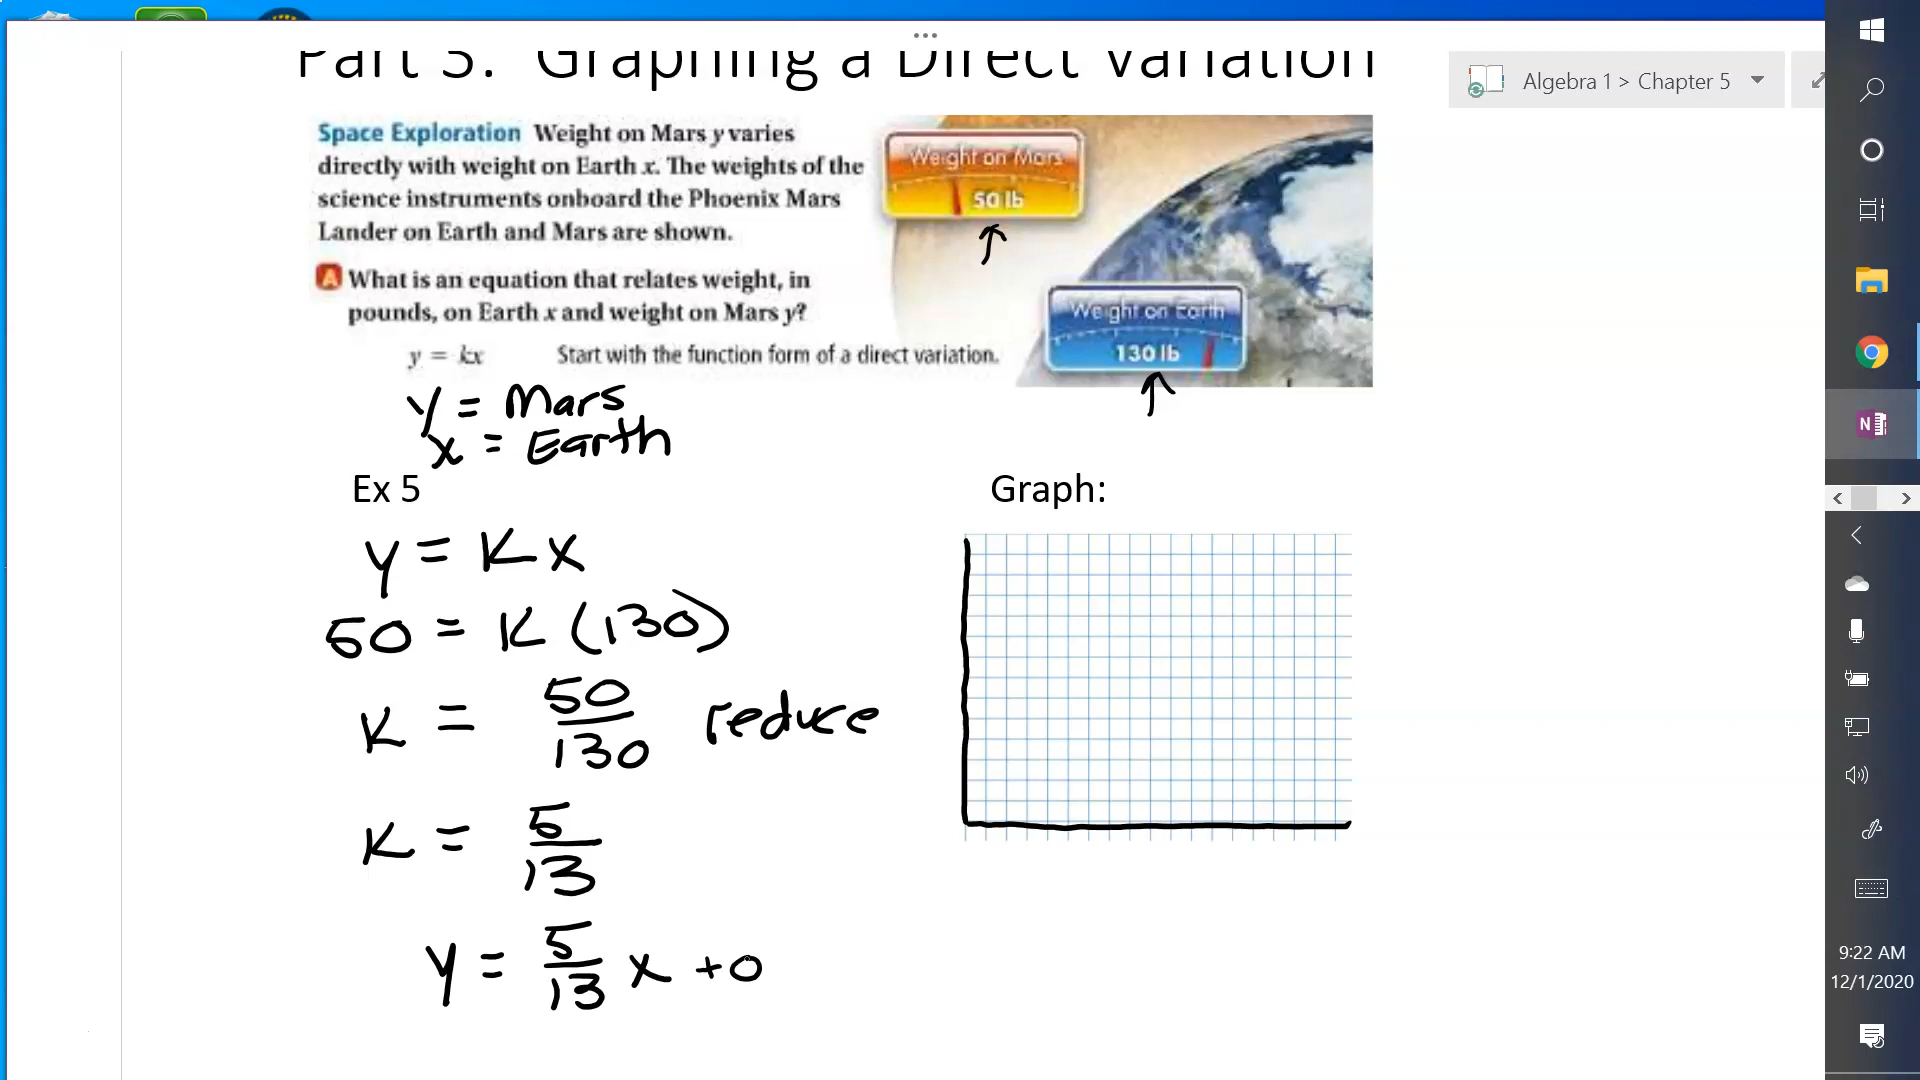 Part 3: Graphing a Direct Variation
Algebra 1 > Chapter 5
Space Exploration Weight on Mars y varies
directly with weight on Earth x. The weights of the
science instruments onboard the Phoenix Mars
Lander on Earth and Mars are shown.
Weight on Mars
50 lb
A What is an equation that relates weight, in
pounds, on Earth x and weight on Mars y?
Weight on Earth
130 lb
y = kx Start with the function form of a direct variation.
y = Mars
x = Earth
Ex 5
Graph:
y = Kx
50 = K (130)
K = 50/130 reduce
K = 5/13
y = 5/13 x + 0
9:22 AM
12/1/2020